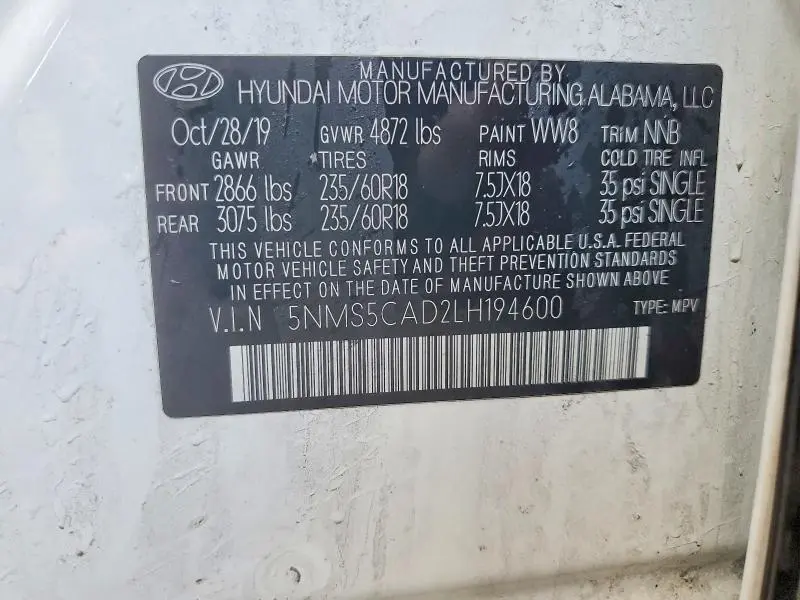 MANUFACTURED BY
HYUNDAI MOTOR MANUFACTURING ALABAMA, LLC
Oct/28/19 GVWR 4872 lbs PAINT WW8 TRIM NNB
GAWR TIRES RIMS COLD TIRE INFL
FRONT 2866 lbs 235/60R18 7.5JX18 35 psi SINGLE
REAR 3075 lbs 235/60R18 7.5JX18 35 psi SINGLE
THIS VEHICLE CONFORMS TO ALL APPLICABLE U.S.A. FEDERAL
MOTOR VEHICLE SAFETY AND THEFT PREVENTION STANDARDS
IN EFFECT ON THE DATE OF MANUFACTURE SHOWN ABOVE
V.I.N 5NMS5CAD2LH194600 TYPE: MPV